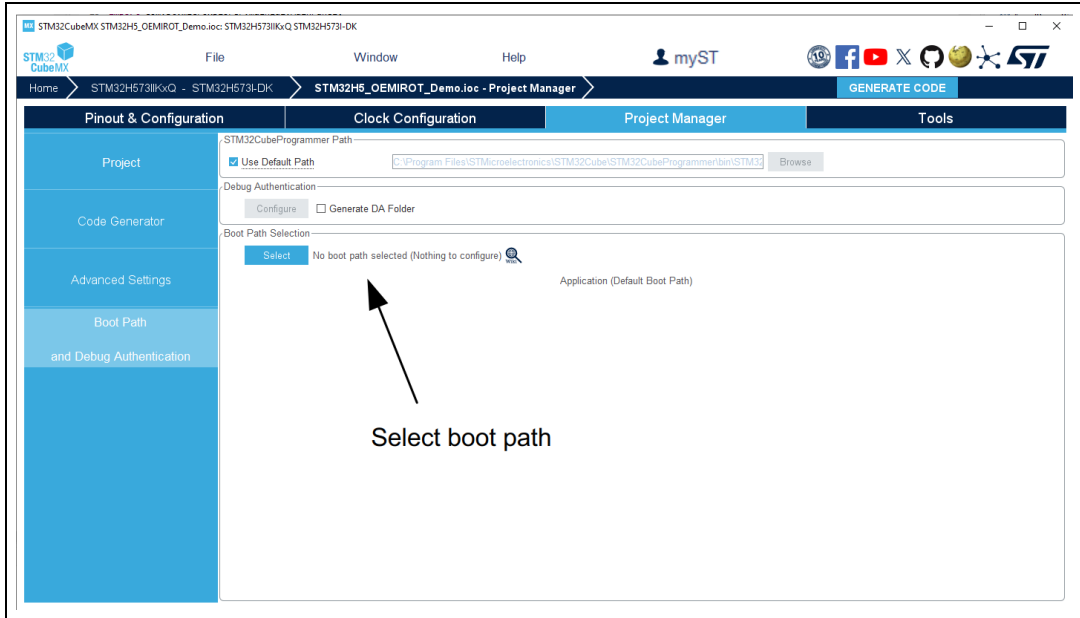 MX STM32CubeMX STM32H5_OEMIROT_Demo.ioc: STM32H573IIKxQ STM32H573I-DK
STM32 CubeMX File Window Help myST 10 ST
Home STM32H573IIKxQ - STM32H573I-DK STM32H5_OEMIROT_Demo.ioc - Project Manager GENERATE CODE
Pinout & Configuration Clock Configuration Project Manager Tools
STM32CubeProgrammer Path
Project Use Default Path C:\Program Files\STMicroelectronics\STM32Cube\STM32CubeProgrammer\bin\STM32 Browse
Debug Authentication
Configure Generate DA Folder
Code Generator
Boot Path Selection
Select No boot path selected (Nothing to configure) Wiki
Advanced Settings Application (Default Boot Path)
Boot Path
and Debug Authentication
Select boot path